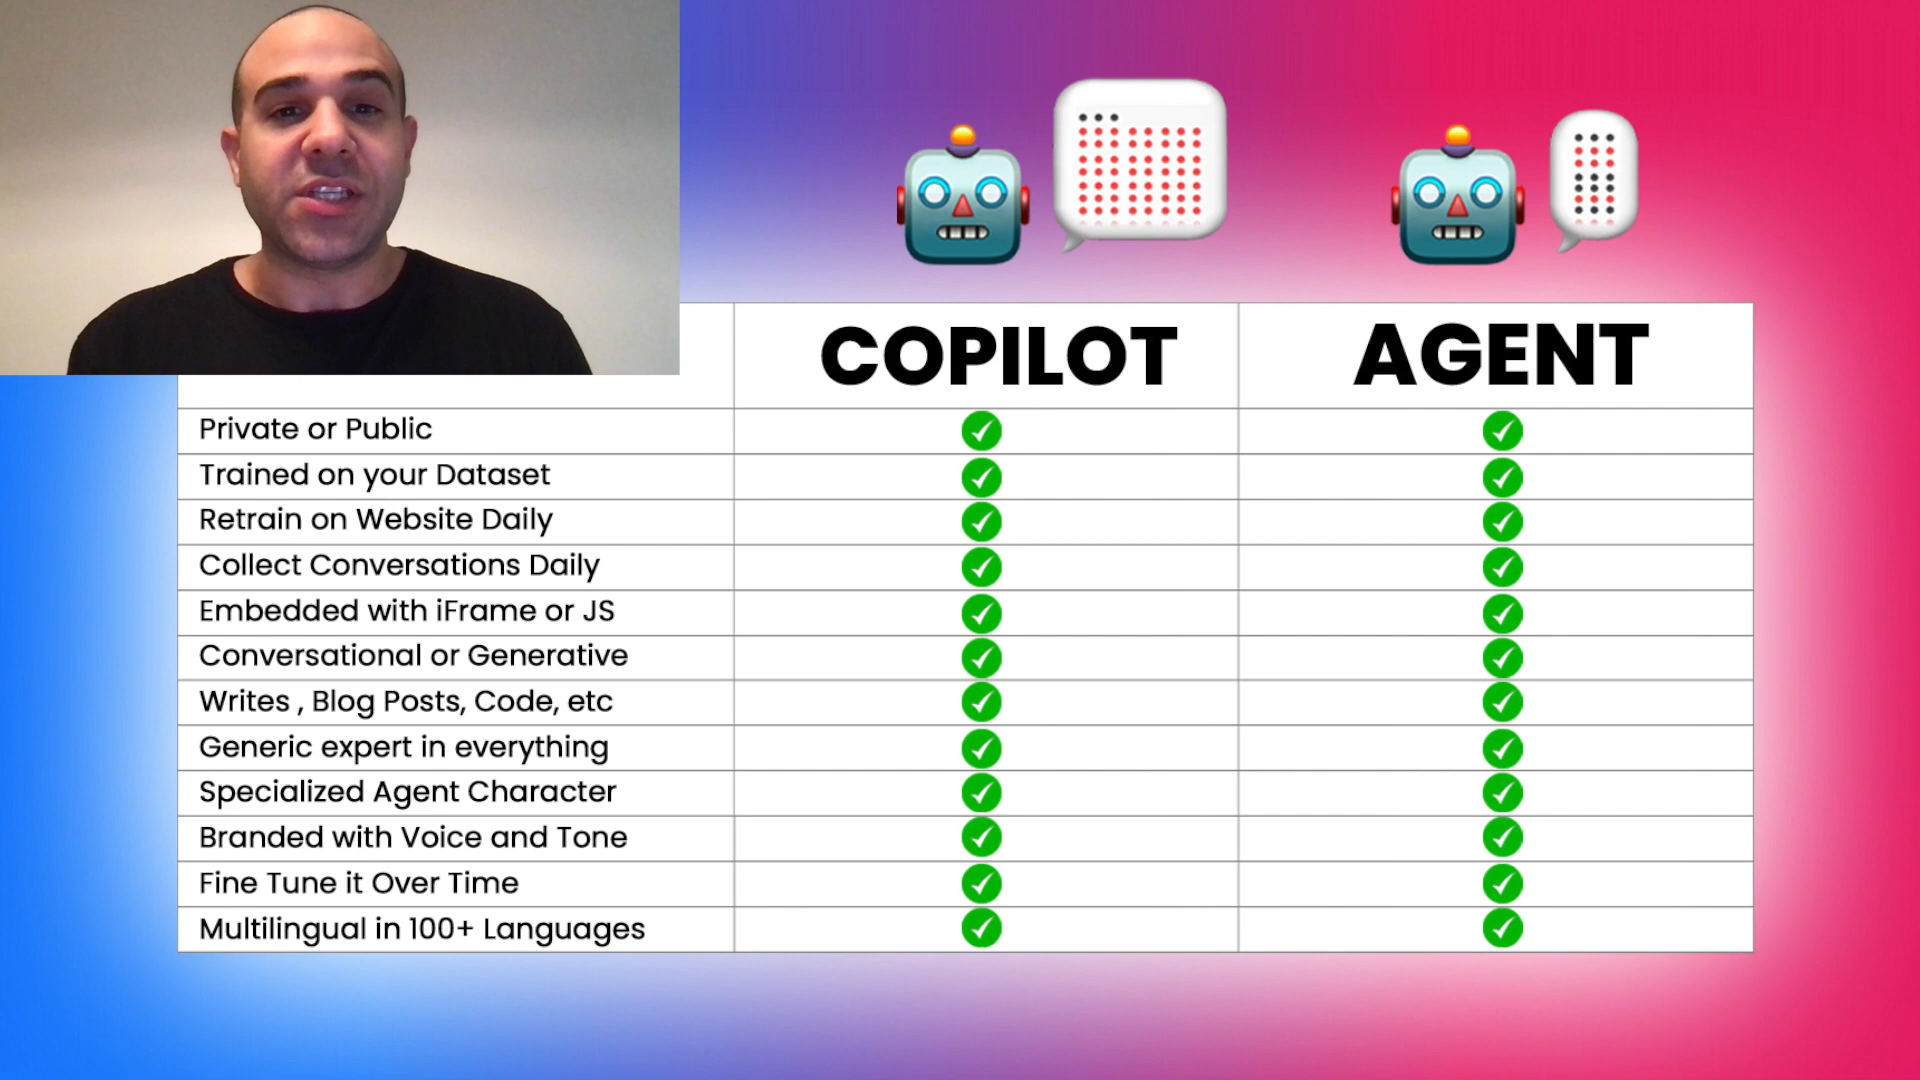 COPILOT AGENT
Private or Public
Trained on your Dataset
Retrain on Website Daily
Collect Conversations Daily
Embedded with iFrame or JS
Conversational or Generative
Writes , Blog Posts, Code, etc
Generic expert in everything
Specialized Agent Character
Branded with Voice and Tone
Fine Tune it Over Time
Multilingual in 100+ Languages